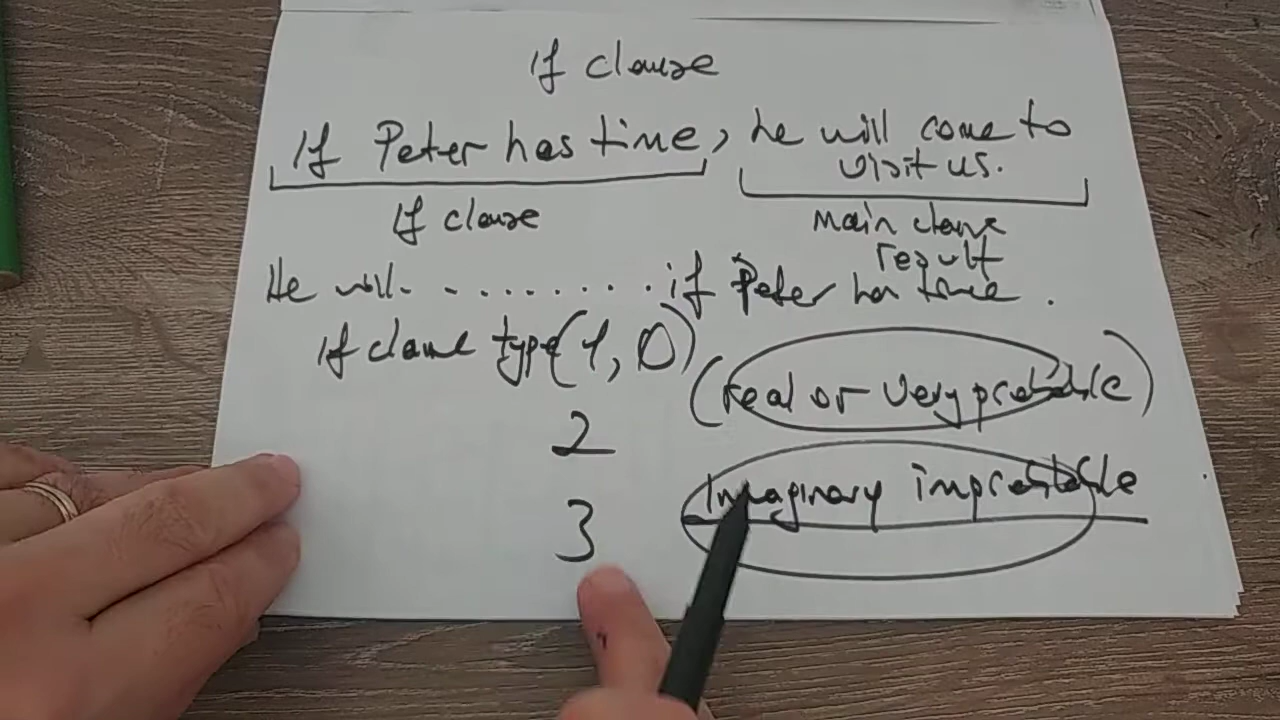 If clause
If Peter has time, he will come to
visit us.
If clause
main clause
result
He will . . . . . . . . . . if Peter has time .
If clause type (1, 0)
(real or very probable)
2
Imaginary improbable
3